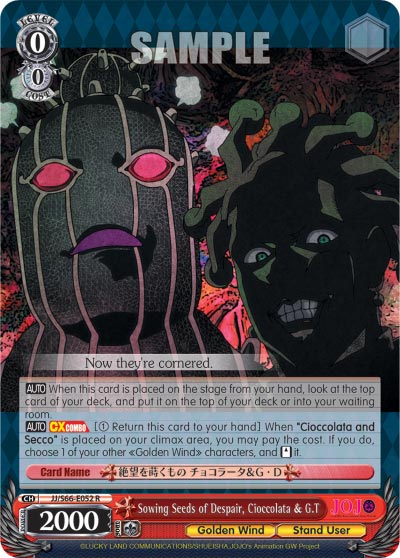 LEVEL
0
SAMPLE
0
COST
Now they're cornered.
AUTO When this card is placed on the stage from your hand, look at the top
card of your deck, and put it on the top of your deck or into your waiting
room.
AUTO CXCOMBO [① Return this card to your hand] When "Cioccolata and
Secco" is placed on your climax area, you may pay the cost. If you do,
choose 1 of your other «Golden Wind» characters, and it.
Card Name 絶望を蒔くもの チョコラータ&G・D
CH JJ/S66-E052 R
Sowing Seeds of Despair, Cioccolata & G.T JOJO
POWER 2000 SOUL
Golden Wind Stand User
©LUCKY LAND COMMUNICATIONS/SHUEISHA,JOJO's Animation GW Project